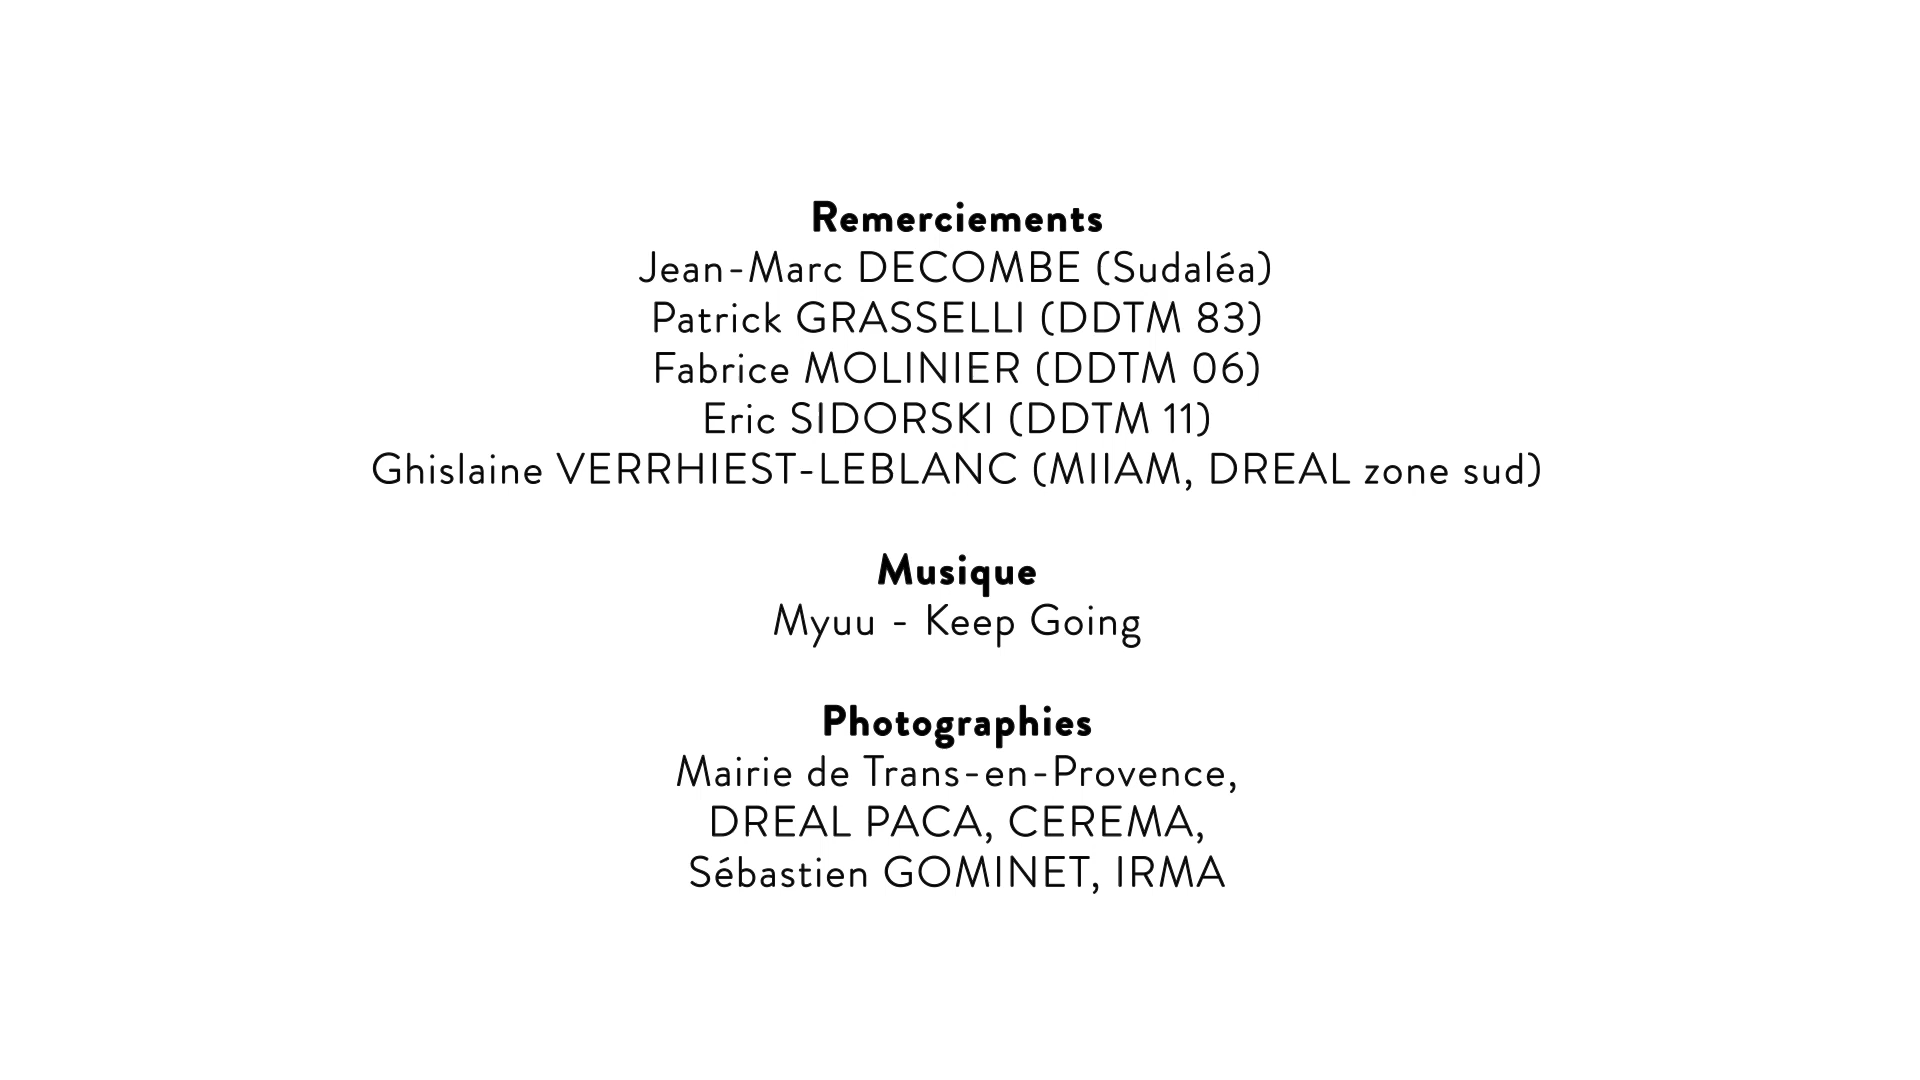 Remerciements
Jean-Marc DECOMBE (Sudaléa)
Patrick GRASSELLI (DDTM 83)
Fabrice MOLINIER (DDTM 06)
Eric SIDORSKI (DDTM 11)
Ghislaine VERRHIEST-LEBLANC (MIIAM, DREAL zone sud)
Musique
Myuu - Keep Going
Photographies
Mairie de Trans-en-Provence,
DREAL PACA, CEREMA,
Sébastien GOMINET, IRMA